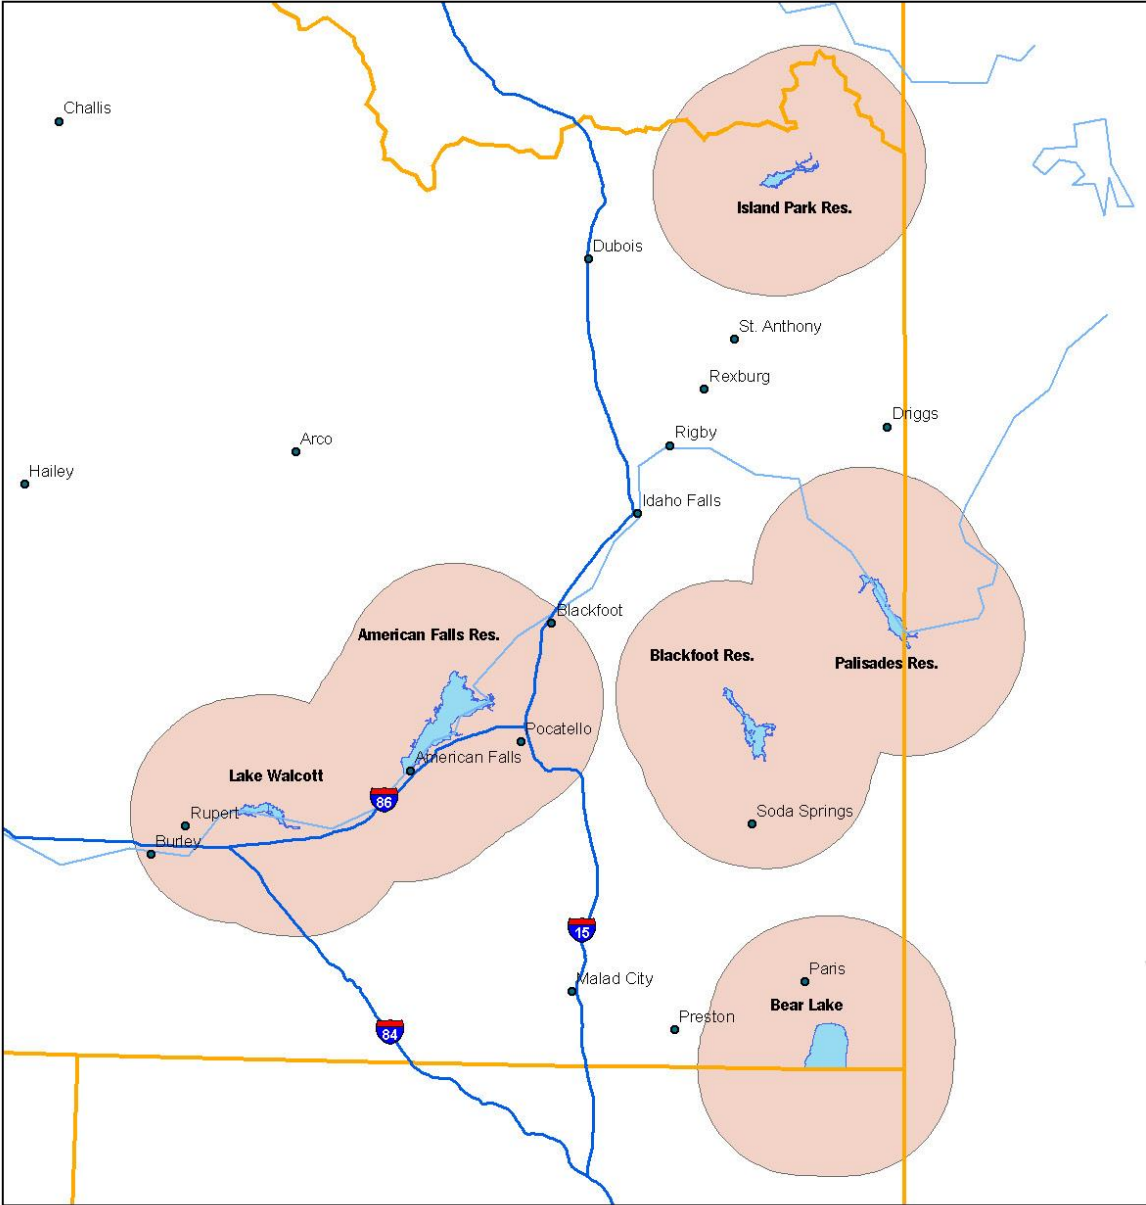 Challis
Island Park Res.
Dubois
St. Anthony
Rexburg
Driggs
Rigby
Arco
Hailey
Idaho Falls
Blackfoot
American Falls Res.
Blackfoot Res.
Palisades Res.
Pocatello
American Falls
Lake Walcott
86
Rupert
Soda Springs
Burley
15
Paris
Malad City
Bear Lake
Preston
84